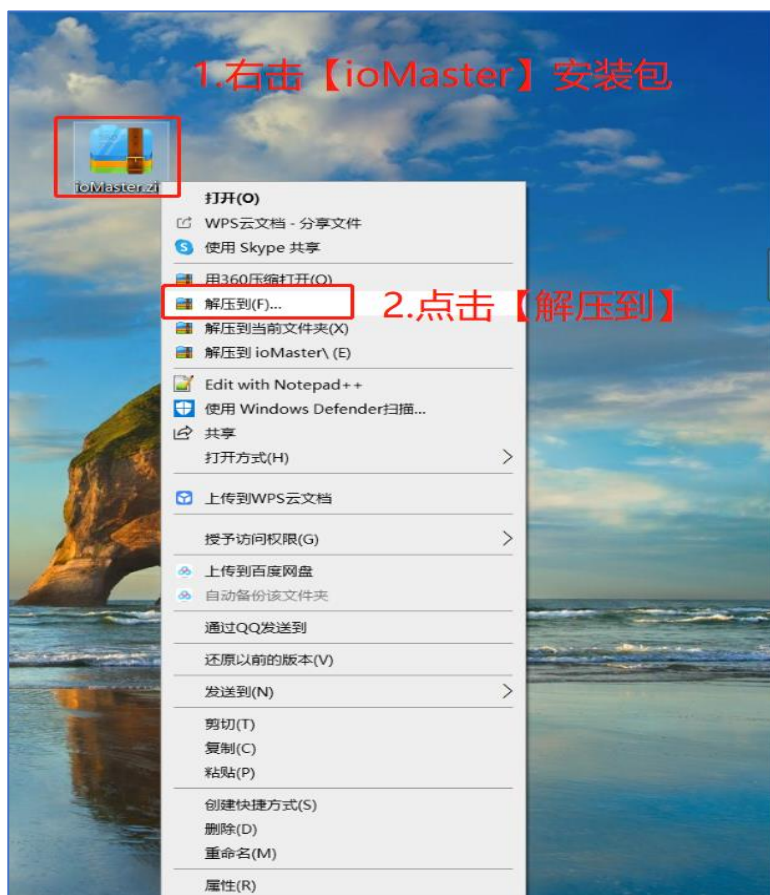 1.右击【ioMaster】安装包
ioMaster.zi
打开(O)
WPS云文档 - 分享文件
使用 Skype 共享
用360压缩打开(Q)
解压到(F)...
2.点击【解压到】
解压到当前文件夹(X)
解压到 ioMaster\ (E)
Edit with Notepad++
使用 Windows Defender扫描...
共享
打开方式(H)
上传到WPS云文档
授予访问权限(G)
上传到百度网盘
自动备份该文件夹
通过QQ发送到
还原以前的版本(V)
发送到(N)
剪切(T)
复制(C)
粘贴(P)
创建快捷方式(S)
删除(D)
重命名(M)
属性(R)